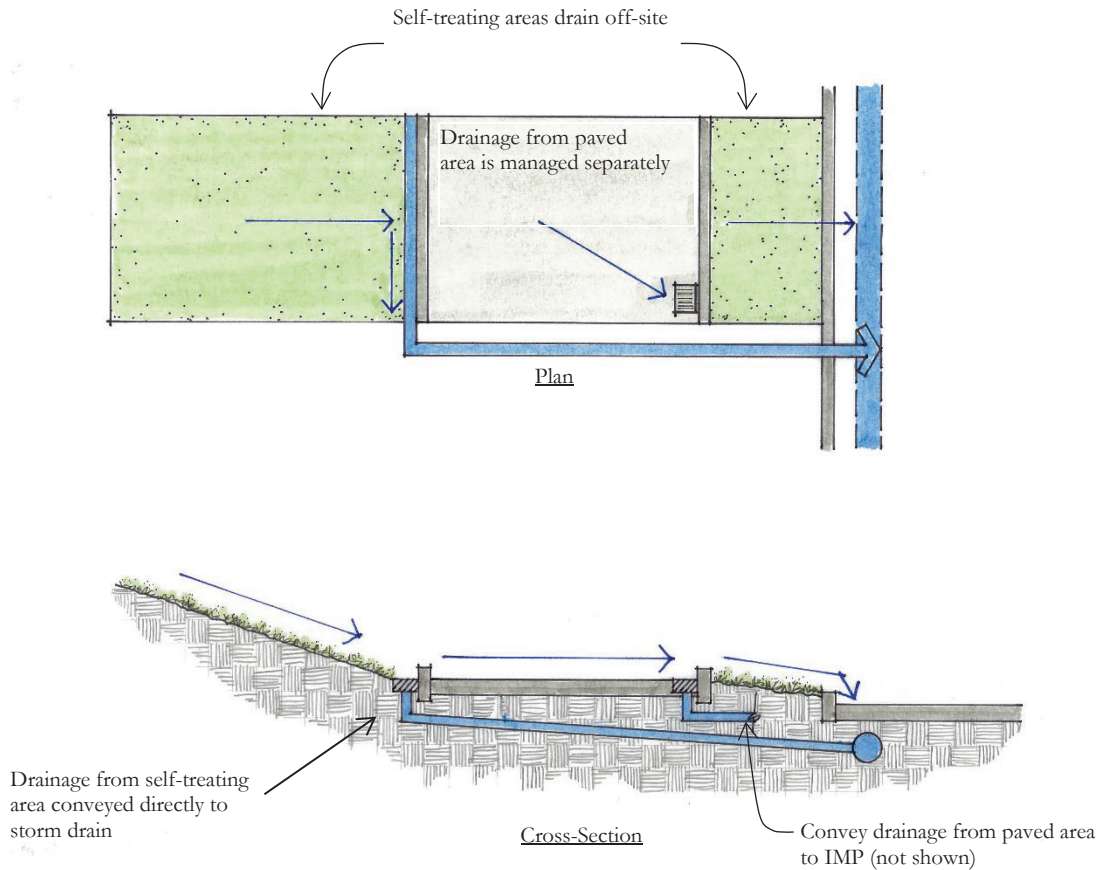 Self-treating areas drain off-site
Drainage from paved
area is managed separately
Plan
Drainage from self-treating
area conveyed directly to
storm drain
Cross-Section
Convey drainage from paved area
to IMP (not shown)